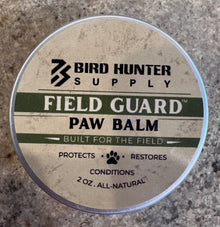 BIRD HUNTER
SUPPLY
FIELD GUARD™
PAW BALM
BUILT FOR THE FIELD
PROTECTS RESTORES
CONDITIONS
2 OZ. ALL-NATURAL